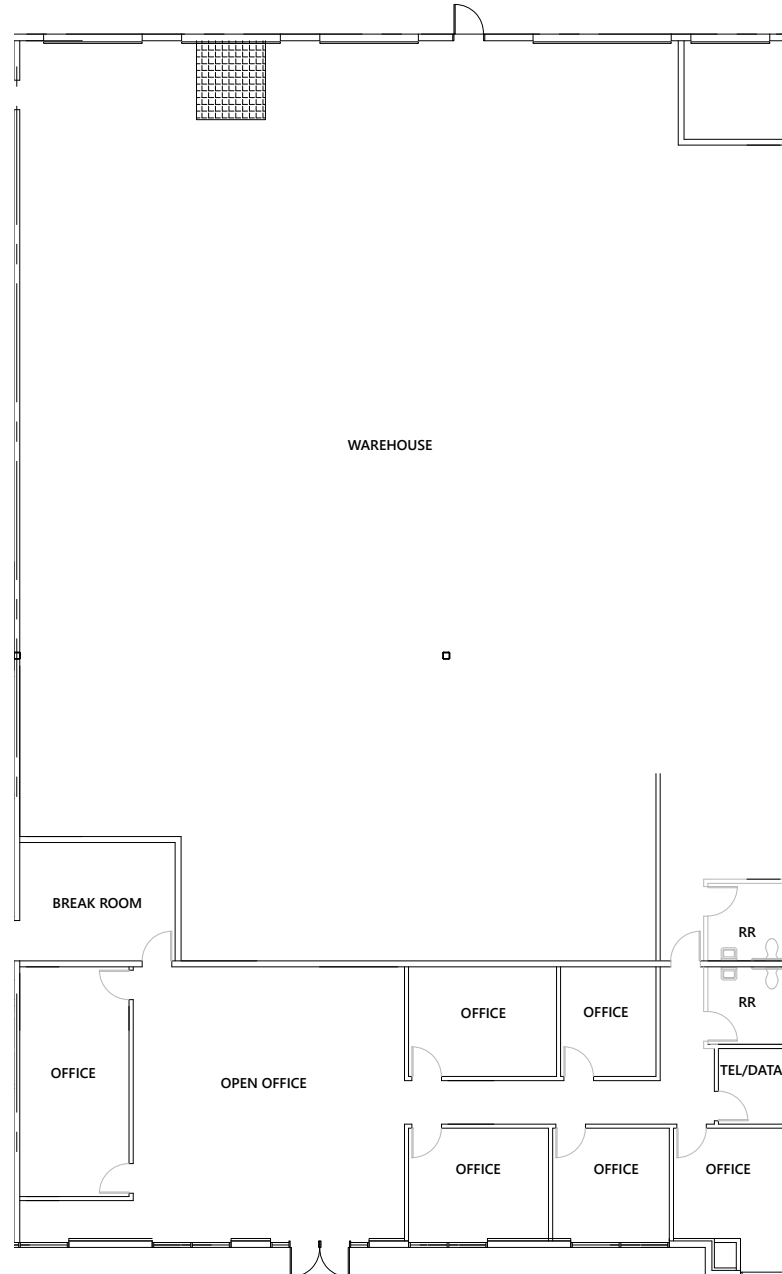 WAREHOUSE
BREAK ROOM
RR
RR
OFFICE
OFFICE
OFFICE
OPEN OFFICE
TEL/DATA
OFFICE
OFFICE
OFFICE